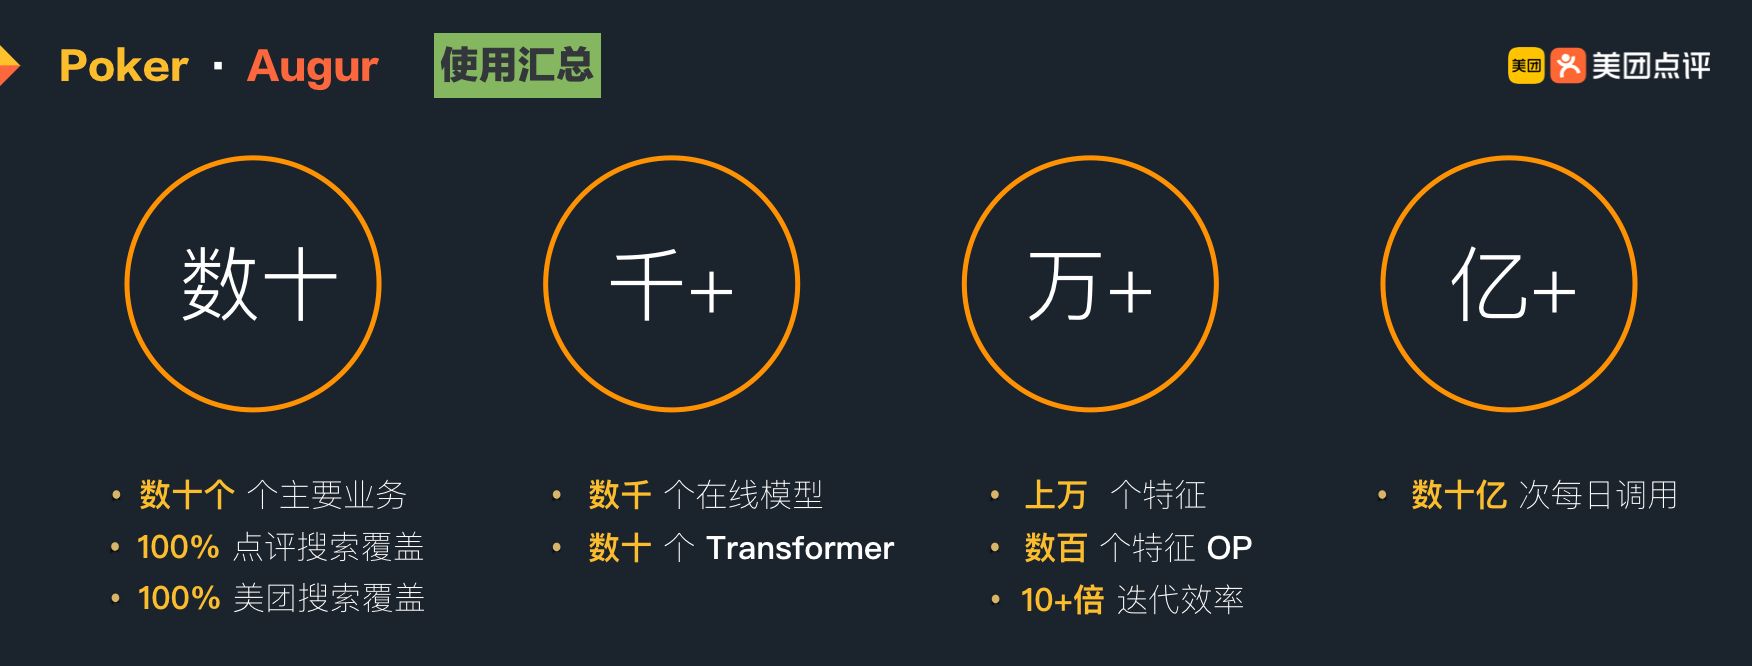 Poker · Augur 使用汇总
美团 美团点评
数十
千+
万+
亿+
• 数十个 个主要业务
• 100% 点评搜索覆盖
• 100% 美团搜索覆盖
• 数千 个在线模型
• 数十 个 Transformer
• 上万 个特征
• 数百 个特征 OP
• 10+倍 迭代效率
• 数十亿 次每日调用